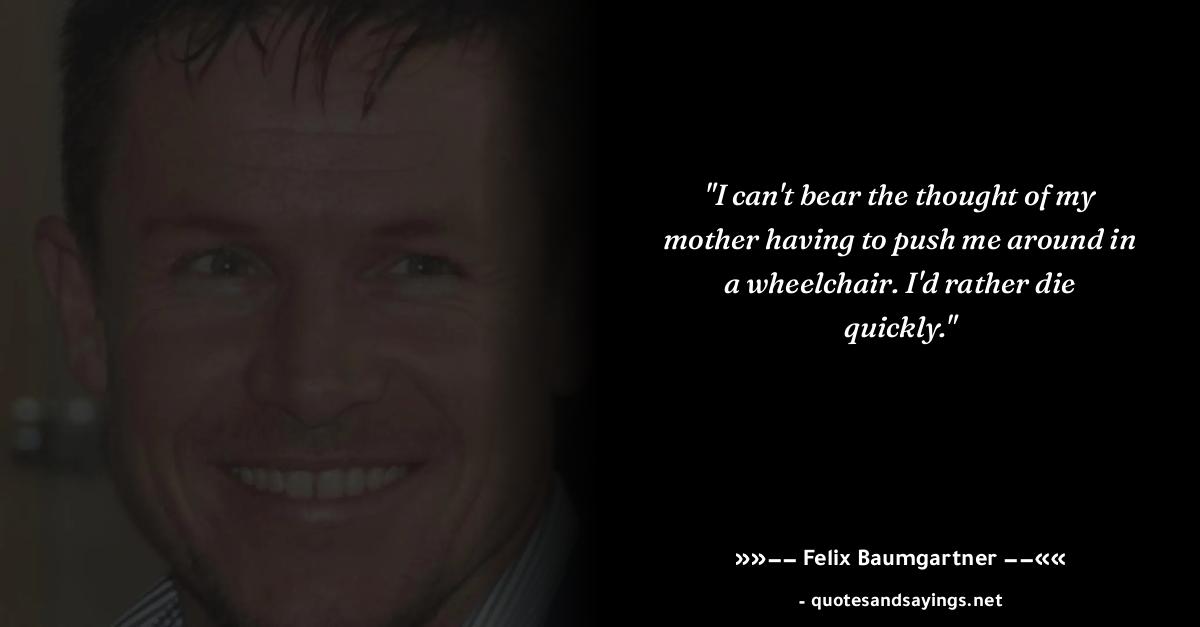 "I can't bear the thought of my
mother having to push me around in
a wheelchair. I'd rather die
quickly."
»»−− Felix Baumgartner −−««
- quotesandsayings.net